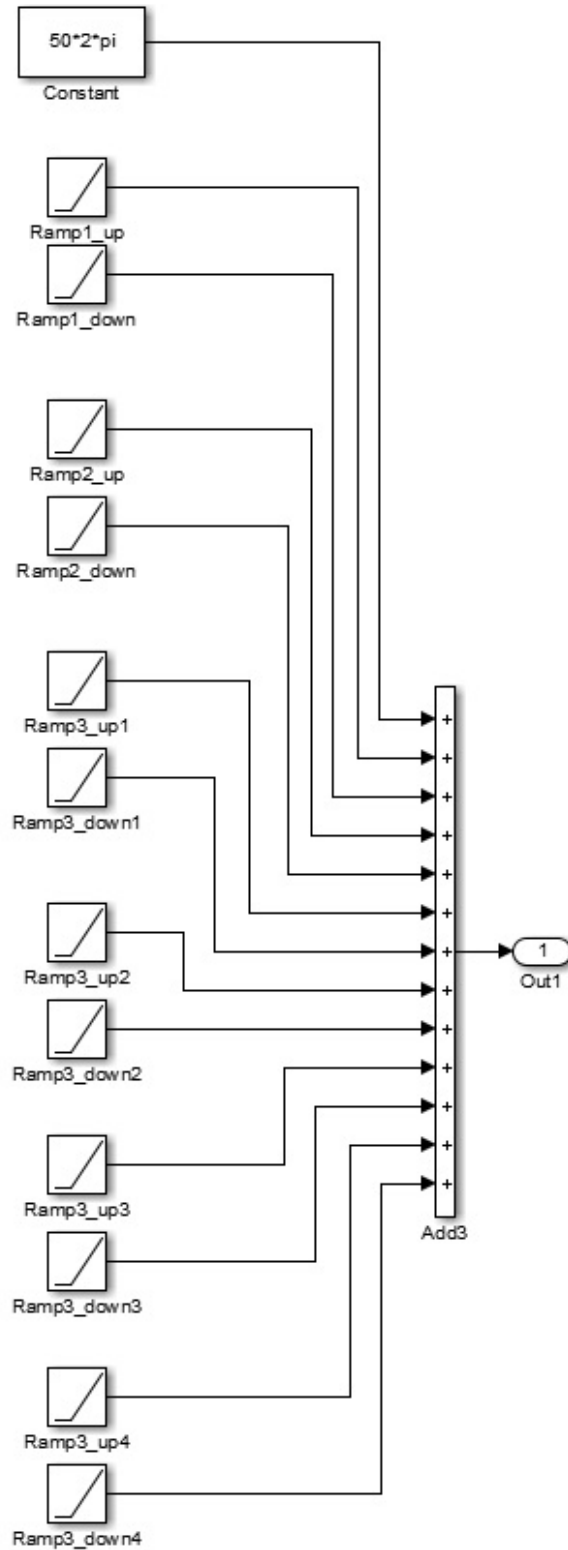 50*2*pi
Constant
Ramp1_up
Ramp1_down
Ramp2_up
Ramp2_down
Ramp3_up1
+
+
Ramp3_down1
+
+
+
+
Ramp3_up2
+
1
+
Out1
Ramp3_down2
+
+
+
Ramp3_up3
+
+
Add3
Ramp3_down3
Ramp3_up4
Ramp3_down4